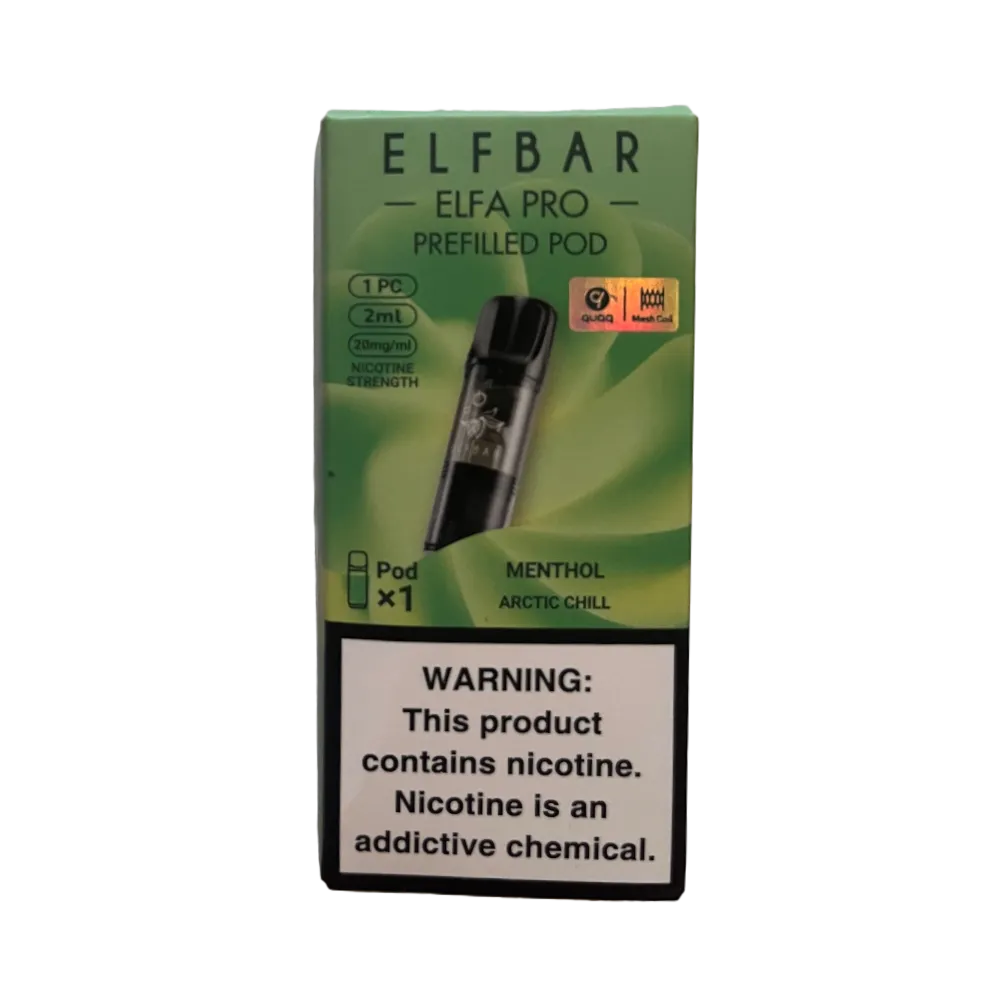 ELFBAR
ELFA PRO
PREFILLED POD
1 PC
2ml
20mg/ml
NICOTINE
STRENGTH
quaq
Mesh Coil
Pod
×1
MENTHOL
ARCTIC CHILL
WARNING:
This product
contains nicotine.
Nicotine is an
addictive chemical.